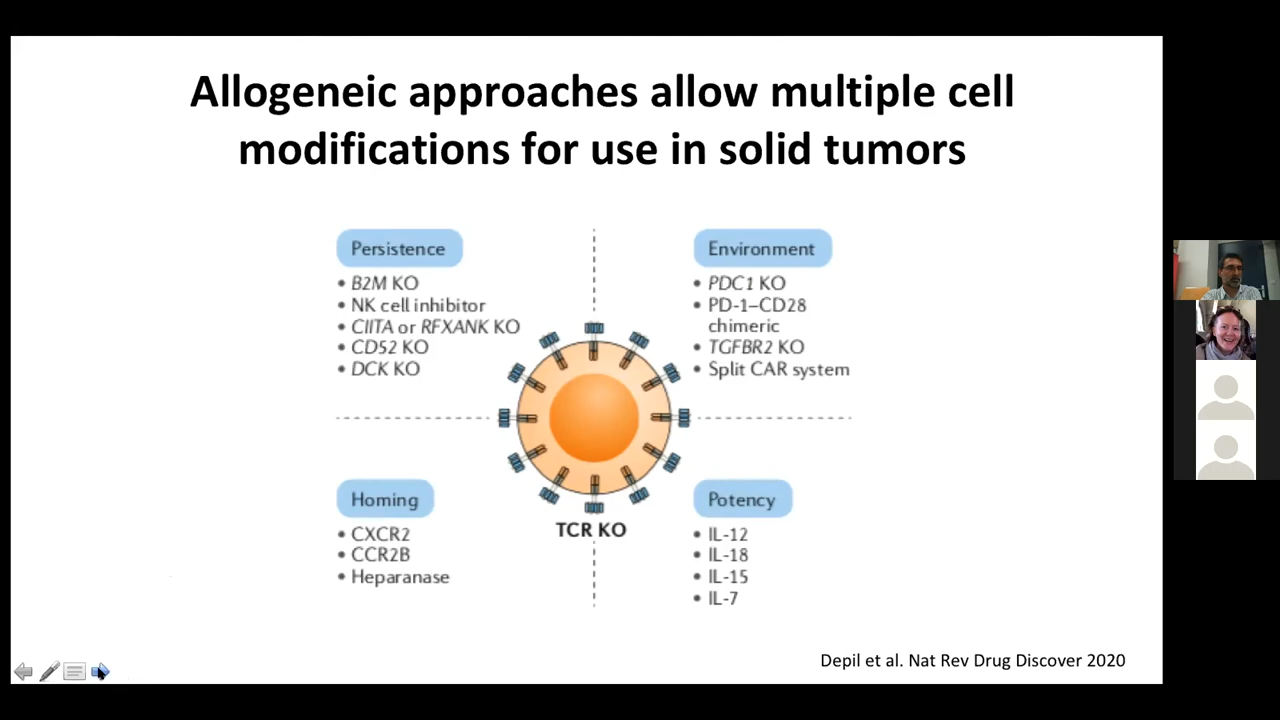 Allogeneic approaches allow multiple cell
modifications for use in solid tumors
Persistence
• B2M KO
• NK cell inhibitor
• CIITA or RFXANK KO
• CD52 KO
• DCK KO
Environment
• PDC1 KO
• PD-1–CD28
chimeric
• TGFBR2 KO
• Split CAR system
Homing
• CXCR2
• CCR2B
• Heparanase
TCR KO
Potency
• IL-12
• IL-18
• IL-15
• IL-7
Depil et al. Nat Rev Drug Discover 2020